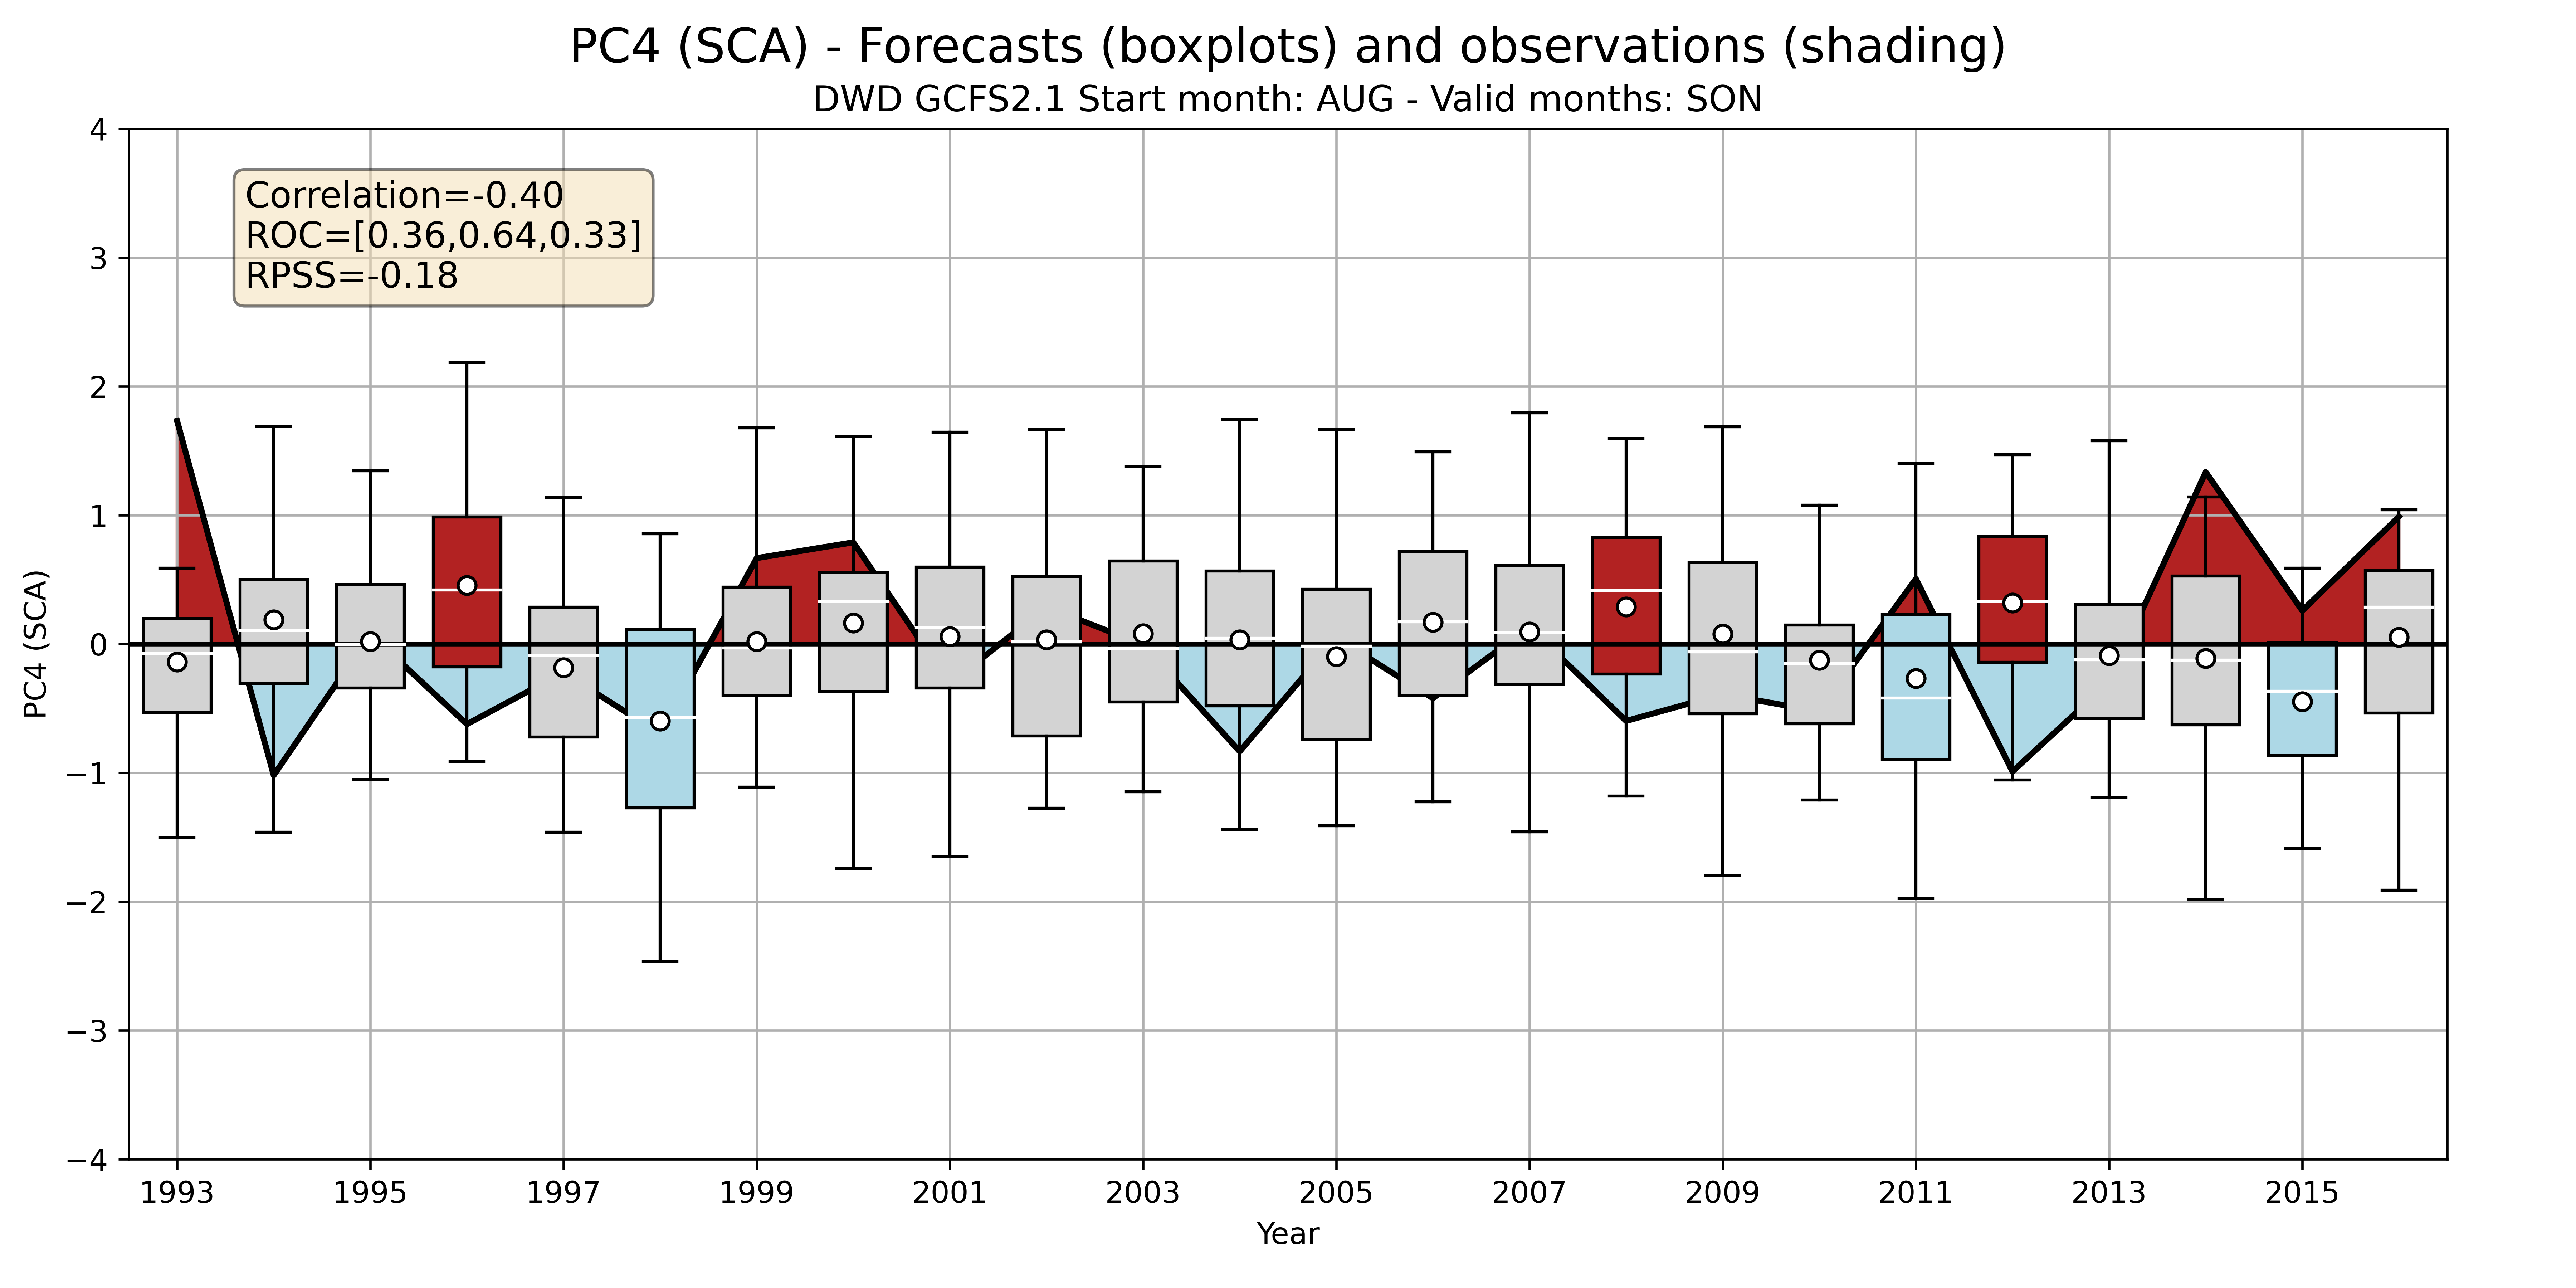 PC4 (SCA) - Forecasts (boxplots) and observations (shading)
DWD GCFS2.1 Start month: AUG - Valid months: SON
Correlation=-0.40
ROC=[0.36,0.64,0.33]
RPSS=-0.18
PC4 (SCA)
4
3
2
1
0
−1
−2
−3
−4
1993 1995 1997 1999 2001 2003 2005 2007 2009 2011 2013 2015
Year